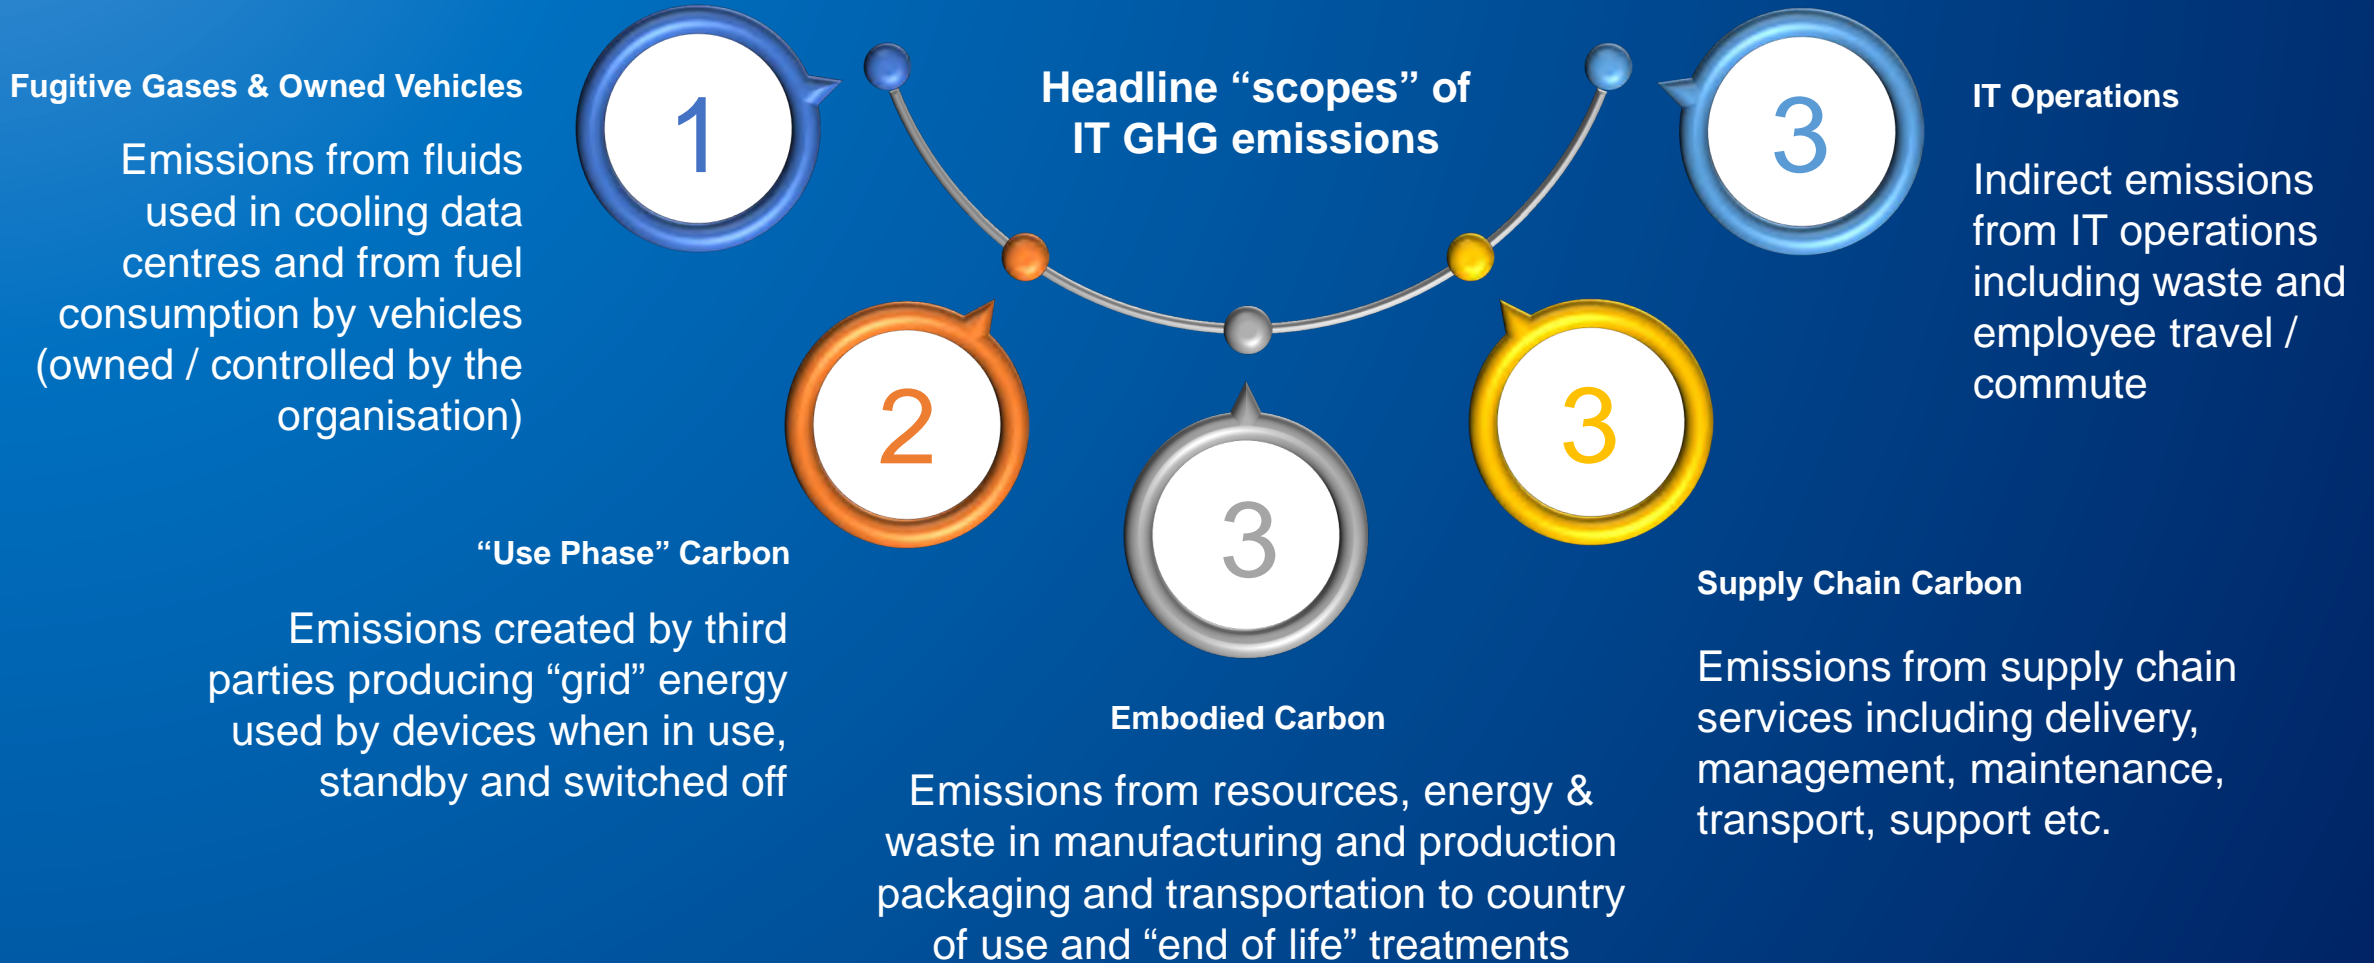 Headline “scopes” of
IT GHG emissions
1
Fugitive Gases & Owned Vehicles
Emissions from fluids
used in cooling data
centres and from fuel
consumption by vehicles
(owned / controlled by the
organisation)
2
“Use Phase” Carbon
Emissions created by third
parties producing “grid” energy
used by devices when in use,
standby and switched off
3
Embodied Carbon
Emissions from resources, energy &
waste in manufacturing and production
packaging and transportation to country
of use and “end of life” treatments
3
Supply Chain Carbon
Emissions from supply chain
services including delivery,
management, maintenance,
transport, support etc.
3
IT Operations
Indirect emissions
from IT operations
including waste and
employee travel /
commute